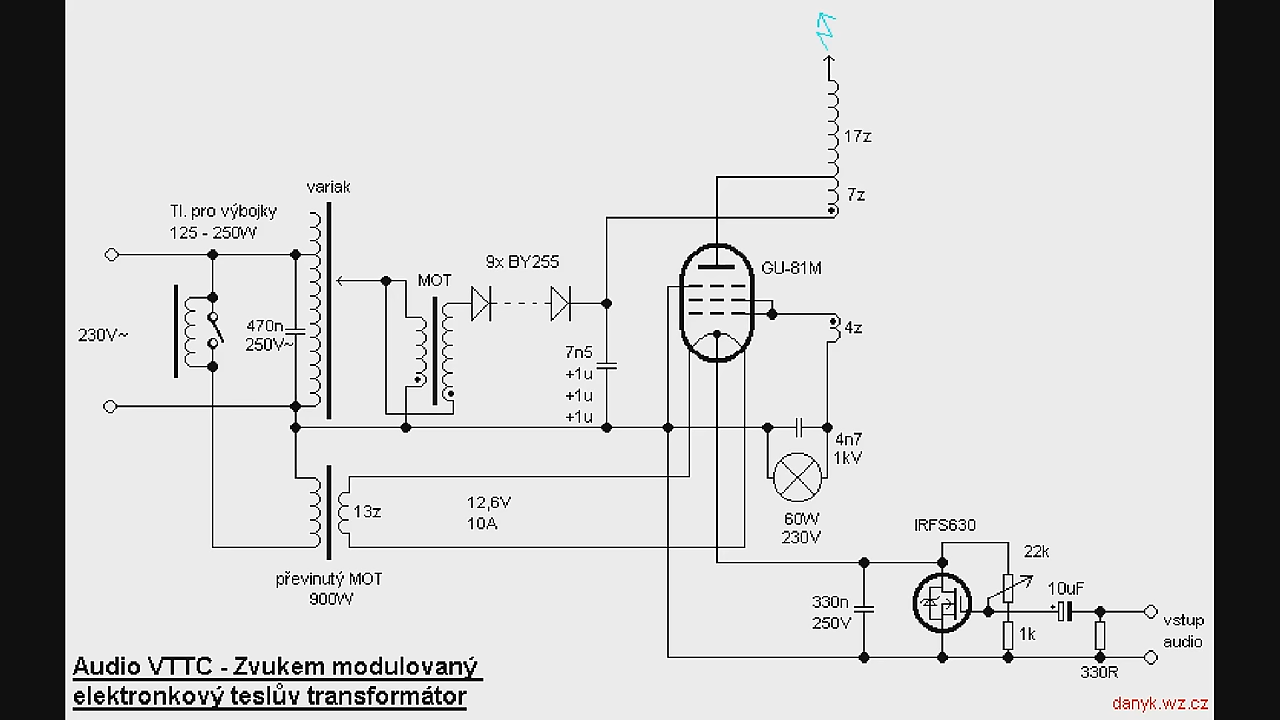 17z
variak
7z
Tl. pro výbojky
125 - 250W
9x BY255
GU-81M
MOT
470n
250V~
230V~
4z
7n5
+1u
+1u
+1u
4n7
1kV
13z
12,6V
10A
60W
230V
IRFS630
22k
převinutý MOT
900W
10uF
+
330n
250V
1k
vstup
audio
330R
Audio VTTC - Zvukem modulovaný
elektronkový teslův transformátor
danyk.wz.cz